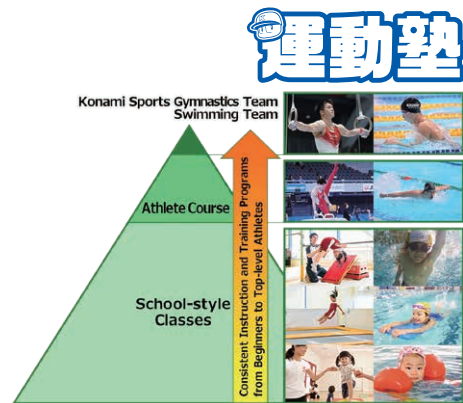 運動塾
Konami Sports Gymnastics Team
Swimming Team
Athlete Course
School-style
Classes
Consistent Instruction and Training Programs
from Beginners to Top-level Athletes